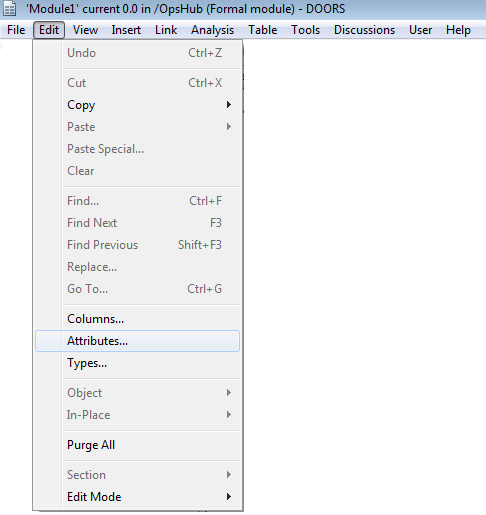 'Module1' current 0.0 in /OpsHub (Formal module) - DOORS
File Edit View Insert Link Analysis Table Tools Discussions User Help
Undo Ctrl+Z
Cut Ctrl+X
Copy
Paste
Paste Special...
Clear
Find... Ctrl+F
Find Next F3
Find Previous Shift+F3
Replace...
Go To... Ctrl+G
Columns...
Attributes...
Types...
Object
In-Place
Purge All
Section
Edit Mode